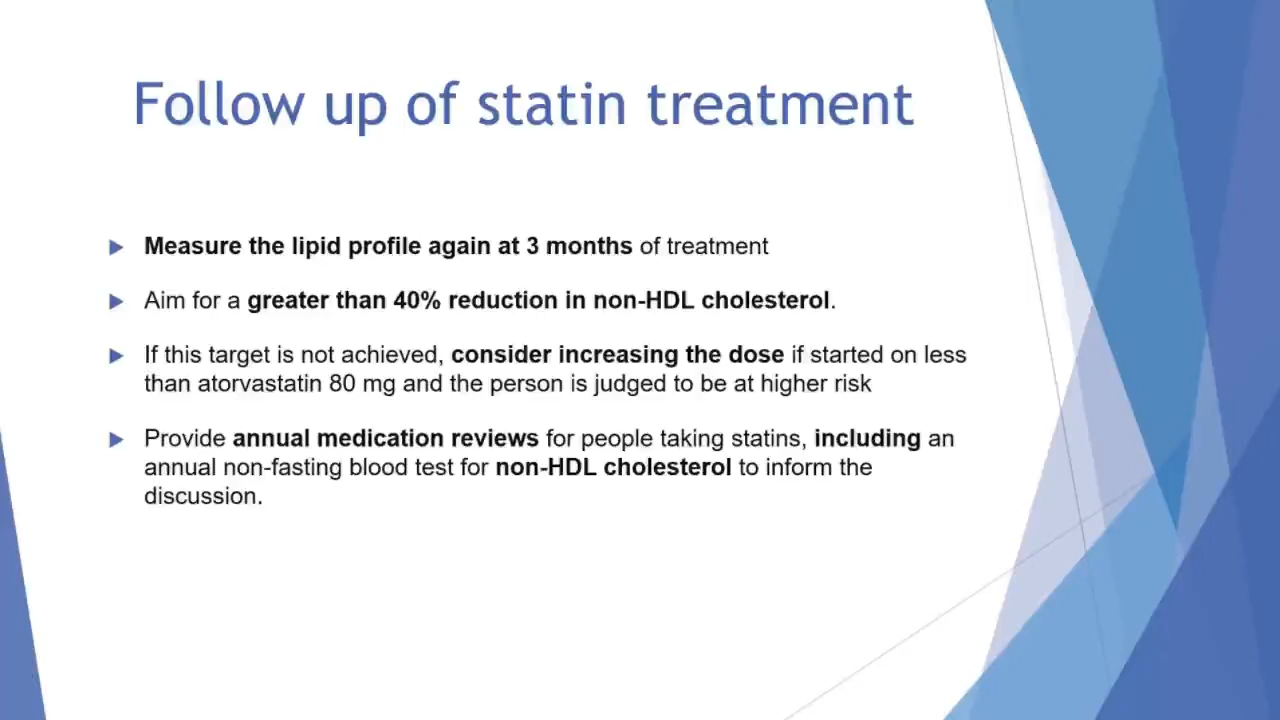 Follow up of statin treatment
Measure the lipid profile again at 3 months of treatment
Aim for a greater than 40% reduction in non-HDL cholesterol.
If this target is not achieved, consider increasing the dose if started on less
than atorvastatin 80 mg and the person is judged to be at higher risk
Provide annual medication reviews for people taking statins, including an
annual non-fasting blood test for non-HDL cholesterol to inform the
discussion.